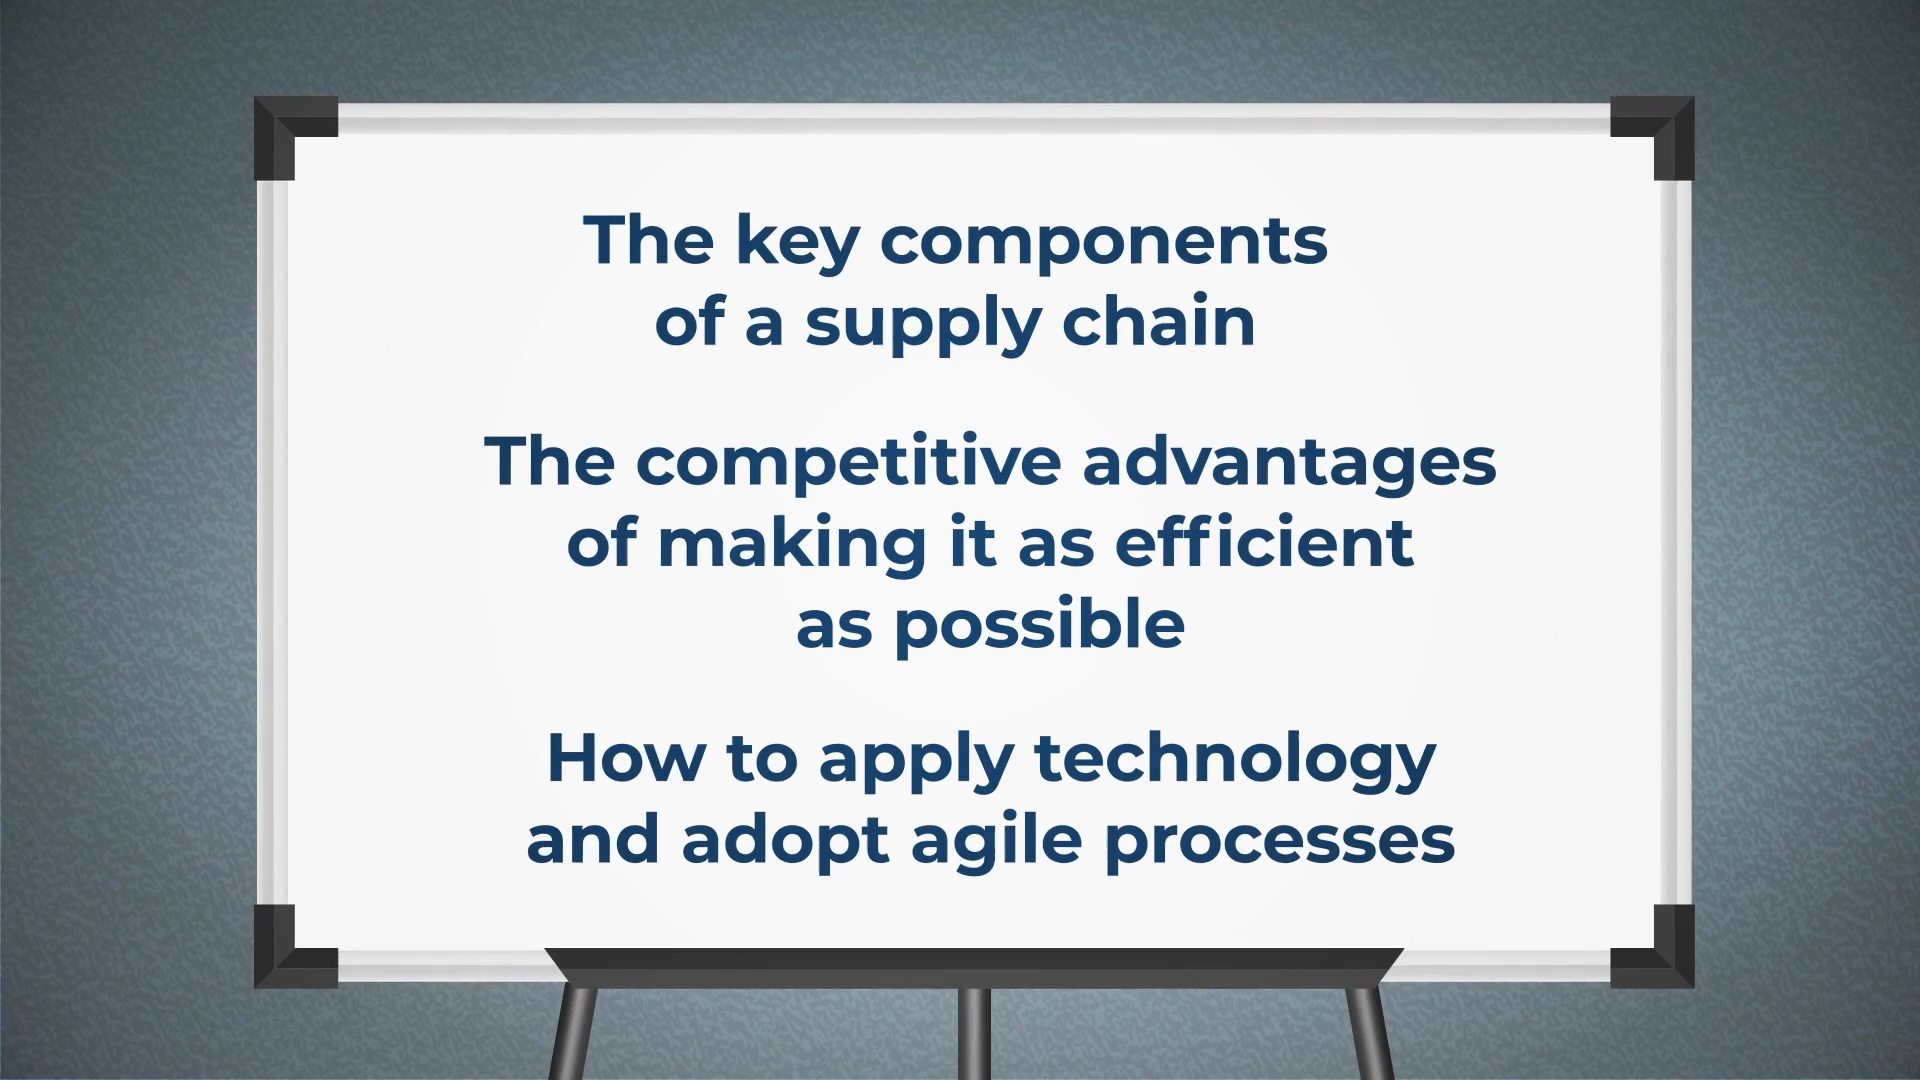 The key components
of a supply chain
The competitive advantages
of making it as efficient
as possible
How to apply technology
and adopt agile processes